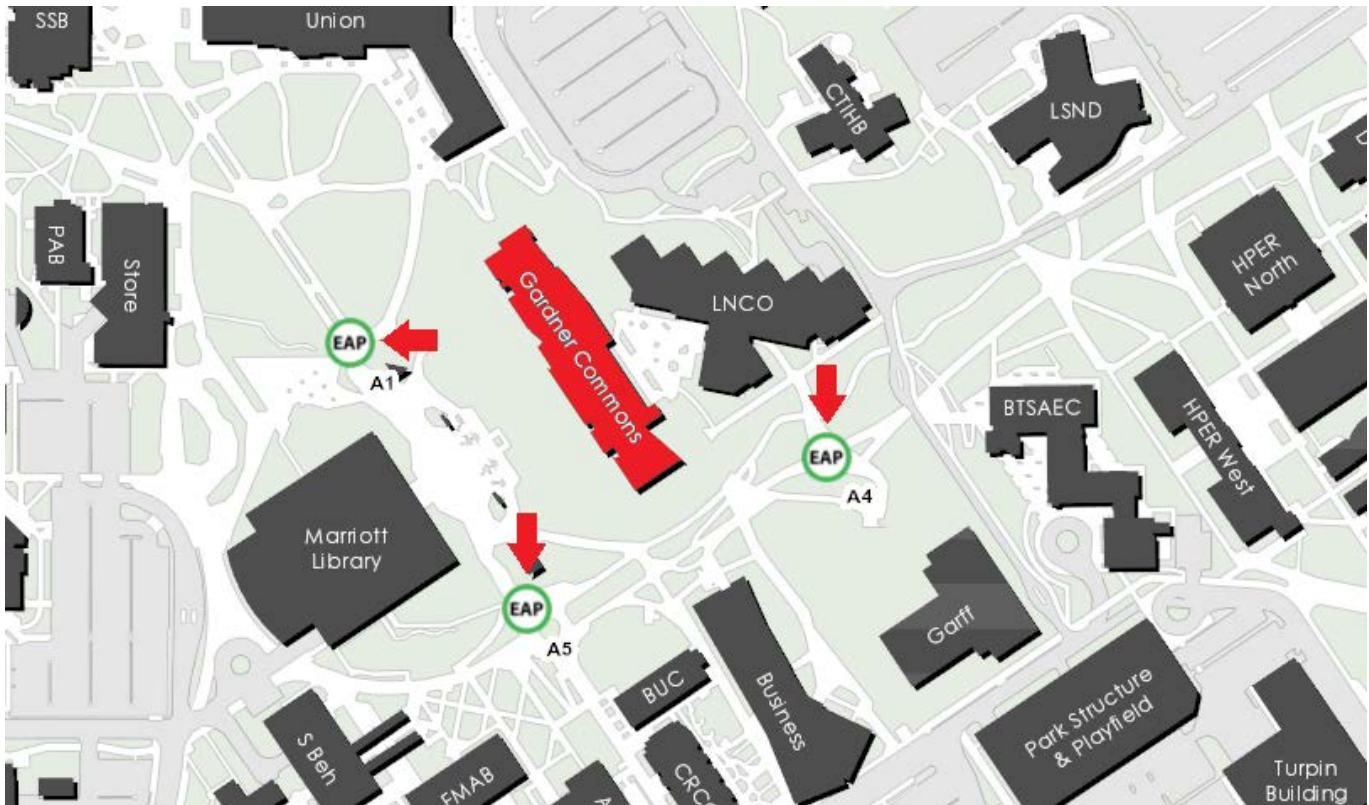 SSB
Union
CTIHB
LSND
PAB
Store
HPER
North
Gardner Commons
LNCO
EAP
A1
BTSAEC
HPER West
EAP
A4
Marriott
Library
EAP
A5
Garff
BUC
Business
Park Structure
& Playfield
S Beh
FMAB
CRCC
Turpin
Building